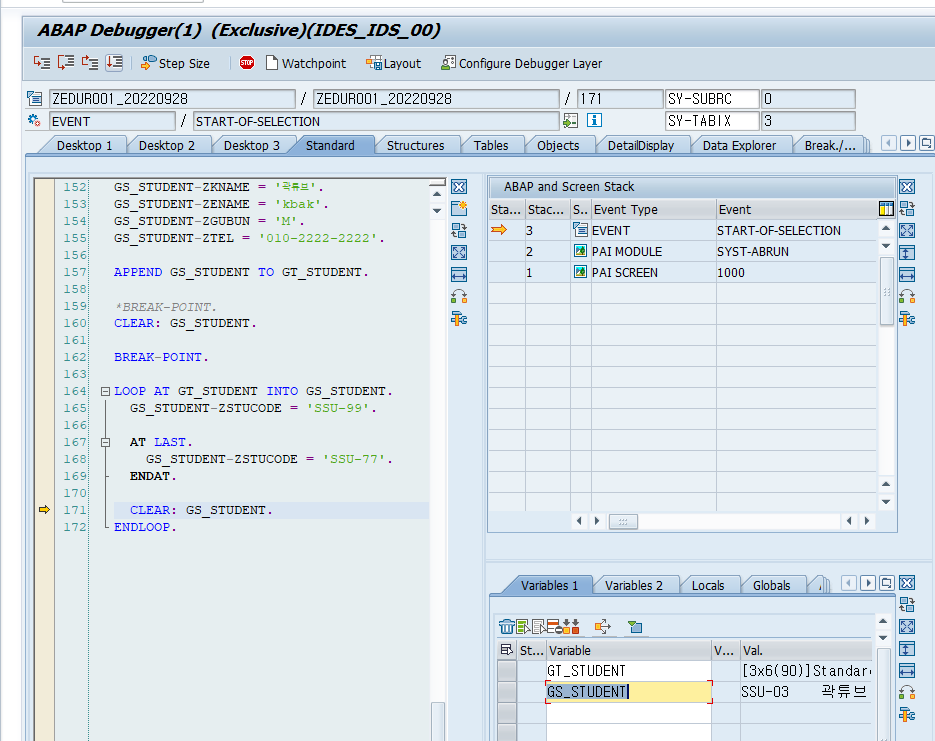 ABAP Debugger(1) (Exclusive)(IDES_IDS_00)
Step Size STOP Watchpoint Layout Configure Debugger Layer
ZEDUR001_20220928 / ZEDUR001_20220928 / 171 SY-SUBRC 0
EVENT / START-OF-SELECTION SY-TABIX 3
Desktop 1 Desktop 2 Desktop 3 Standard Structures Tables Objects DetailDisplay Data Explorer Break./...
152 GS_STUDENT-ZKNAME = '곽튜브'.
153 GS_STUDENT-ZENAME = 'kbak'.
154 GS_STUDENT-ZGUBUN = 'M'.
155 GS_STUDENT-ZTEL = '010-2222-2222'.
156
157 APPEND GS_STUDENT TO GT_STUDENT.
158
159 *BREAK-POINT.
160 CLEAR: GS_STUDENT.
161
162 BREAK-POINT.
163
164 LOOP AT GT_STUDENT INTO GS_STUDENT.
165 GS_STUDENT-ZSTUCODE = 'SSU-99'.
166
167 AT LAST.
168 GS_STUDENT-ZSTUCODE = 'SSU-77'.
169 ENDAT.
170
171 CLEAR: GS_STUDENT.
172 ENDLOOP.
ABAP and Screen Stack
Sta... Stac... S.. Event Type Event
3 EVENT START-OF-SELECTION
2 PAI MODULE SYST-ABRUN
1 PAI SCREEN 1000
Variables 1 Variables 2 Locals Globals
St... Variable V... Val.
GT_STUDENT [3x6(90)]Standar
GS_STUDENT SSU-03 곽튜브